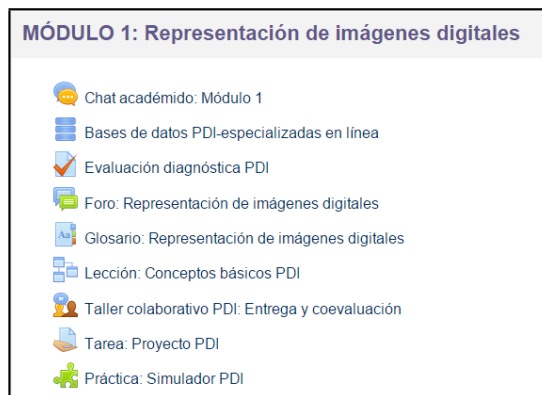 MÓDULO 1: Representación de imágenes digitales
Chat académido: Módulo 1
Bases de datos PDI-especializadas en línea
Evaluación diagnóstica PDI
Foro: Representación de imágenes digitales
Aa
Glosario: Representación de imágenes digitales
Lección: Conceptos básicos PDI
Taller colaborativo PDI: Entrega y coevaluación
Tarea: Proyecto PDI
Práctica: Simulador PDI